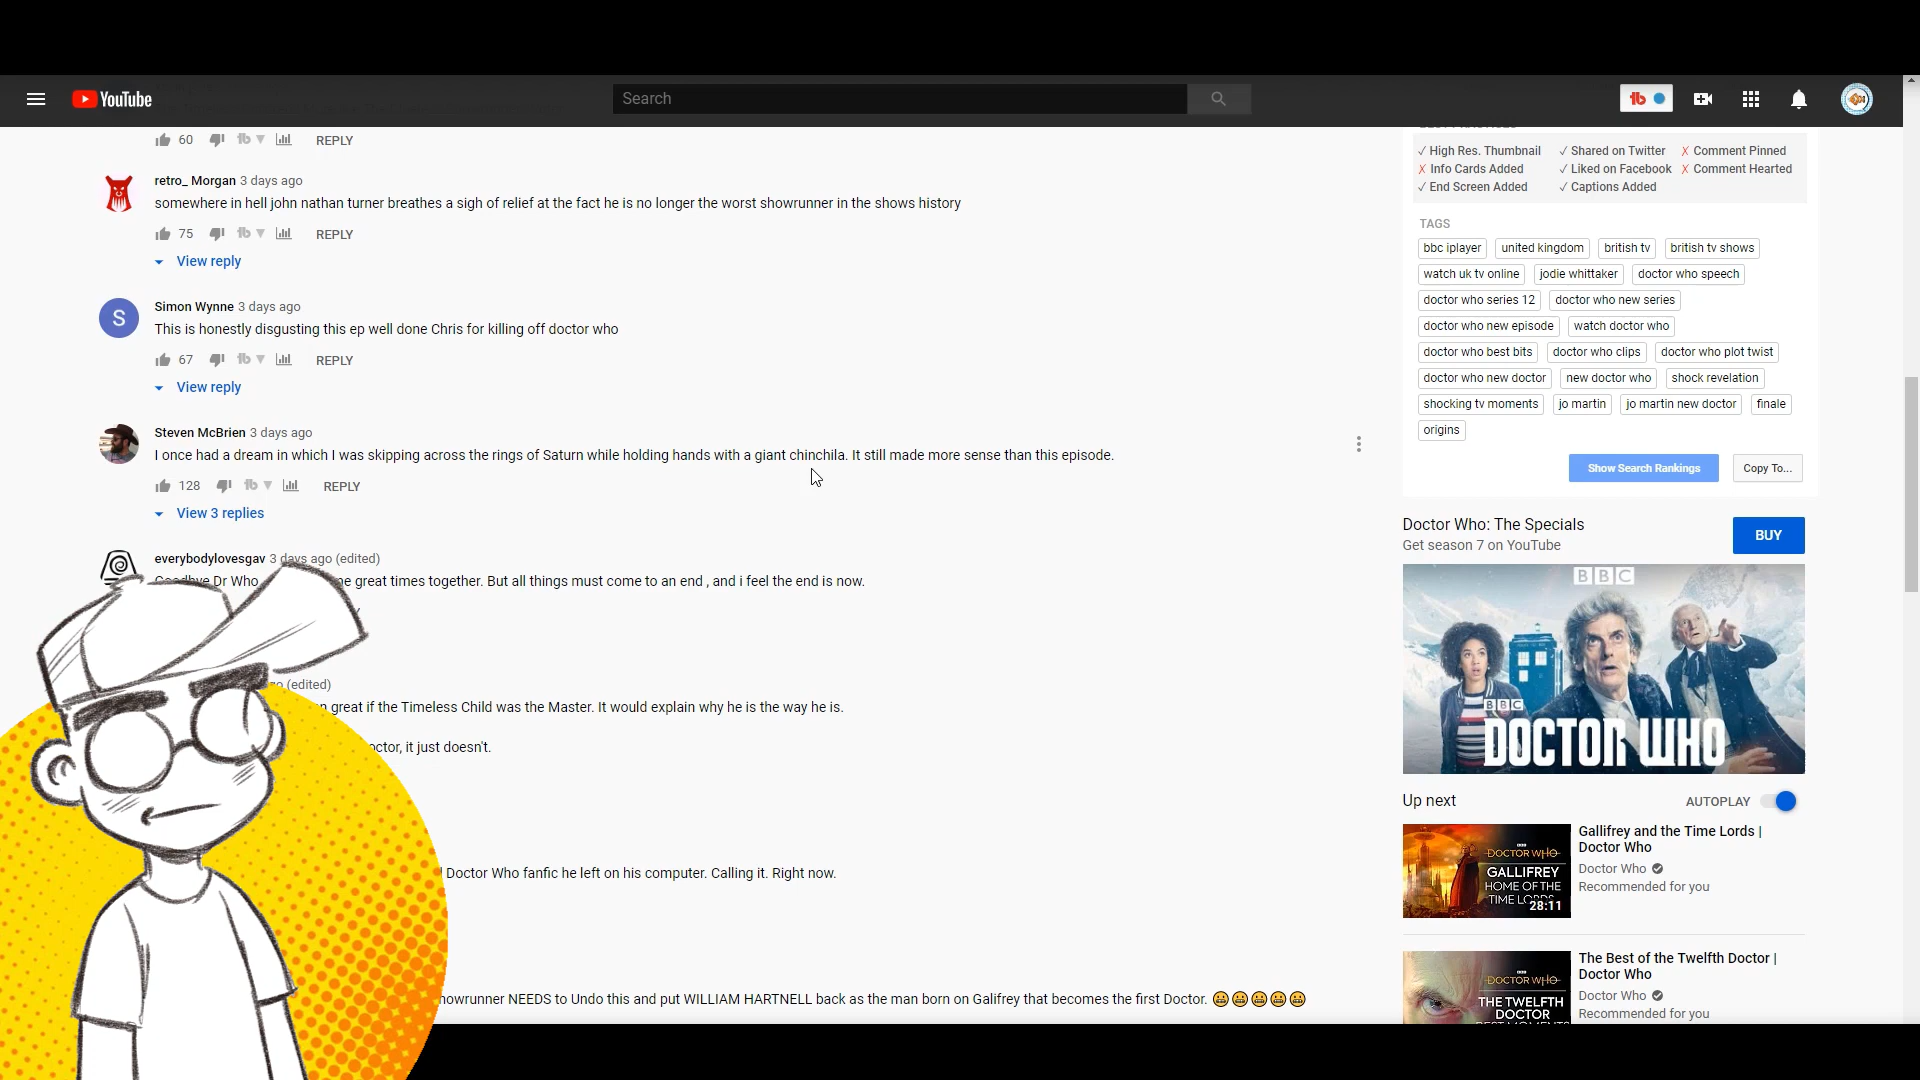 YouTube
Search
60
REPLY
retro_ Morgan 3 days ago
somewhere in hell john nathan turner breathes a sigh of relief at the fact he is no longer the worst showrunner in the shows history
75
REPLY
View reply
Simon Wynne 3 days ago
This is honestly disgusting this ep well done Chris for killing off doctor who
67
REPLY
View reply
Steven McBrien 3 days ago
I once had a dream in which I was skipping across the rings of Saturn while holding hands with a giant chinchila. It still made more sense than this episode.
128
REPLY
View 3 replies
everybodylovesgav 3 days ago (edited)
Dr Who great times together. But all things must come to an end , and i feel the end is now.
(edited)
great if the Timeless Child was the Master. It would explain why he is the way he is.
it just doesn't.
Doctor Who fanfic he left on his computer. Calling it. Right now.
NEEDS to Undo this and put WILLIAM HARTNELL back as the man born on Galifrey that becomes the first Doctor. 😬😬😬😬😬
✓ High Res. Thumbnail ✓ Shared on Twitter ✗ Comment Pinned
✗ Info Cards Added ✓ Liked on Facebook ✗ Comment Hearted
✓ End Screen Added ✓ Captions Added
TAGS
bbc iplayer united kingdom british tv british tv shows
watch uk tv online jodie whittaker doctor who speech
doctor who series 12 doctor who new series
doctor who new episode watch doctor who
doctor who best bits doctor who clips doctor who plot twist
doctor who new doctor new doctor who shock revelation
shocking tv moments jo martin jo martin new doctor finale
origins
Show Search Rankings Copy To...
Doctor Who: The Specials
Get season 7 on YouTube
BUY
BBC
BBC
DOCTOR WHO
Up next
AUTOPLAY
DOCTOR WHO
GALLIFREY
HOME OF THE
TIME
28:11
Gallifrey and the Time Lords |
Doctor Who
Doctor Who
Recommended for you
DOCTOR WHO
THE TWELFTH
DOCTOR
The Best of the Twelfth Doctor |
Doctor Who
Doctor Who
Recommended for you